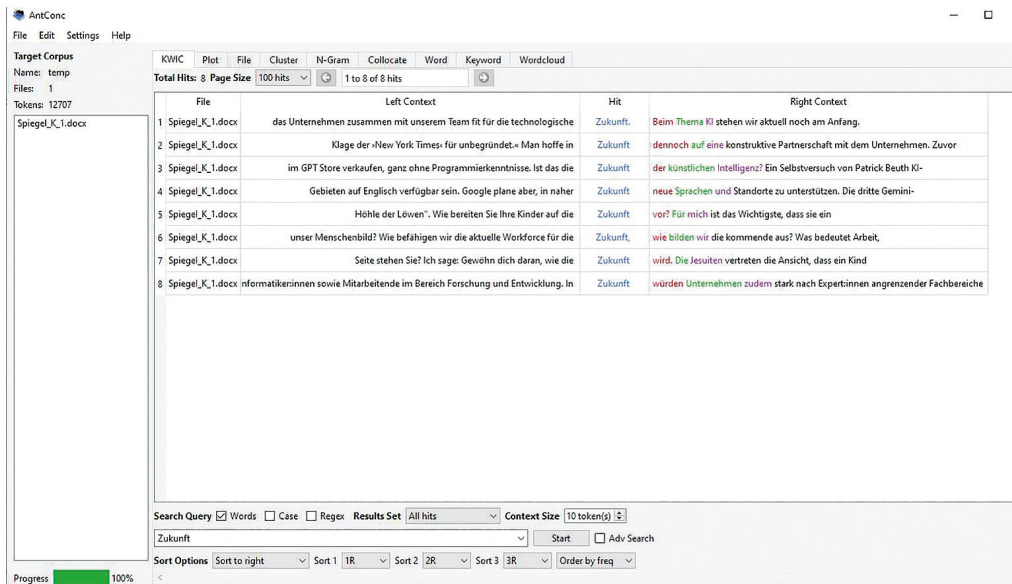 AntConc
File Edit Settings Help
Target Corpus
Name: temp
Files: 1
Tokens: 12707
Spiegel_K_1.docx
Progress 100%
KWIC Plot File Cluster N-Gram Collocate Word Keyword Wordcloud
Total Hits: 8 Page Size 100 hits 1 to 8 of 8 hits
File Left Context Hit Right Context
1 Spiegel_K_1.docx das Unternehmen zusammen mit unserem Team fit für die technologische Zukunft. Beim Thema KI stehen wir aktuell noch am Anfang.
2 Spiegel_K_1.docx Klage der ›New York Times‹ für unbegründet.« Man hoffe in Zukunft dennoch auf eine konstruktive Partnerschaft mit dem Unternehmen. Zuvor
3 Spiegel_K_1.docx im GPT Store verkaufen, ganz ohne Programmierkenntnisse. Ist das die Zukunft der künstlichen Intelligenz? Ein Selbstversuch von Patrick Beuth KI-
4 Spiegel_K_1.docx Gebieten auf Englisch verfügbar sein. Google plane aber, in naher Zukunft neue Sprachen und Standorte zu unterstützen. Die dritte Gemini-
5 Spiegel_K_1.docx Höhle der Löwen". Wie bereiten Sie Ihre Kinder auf die Zukunft vor? Für mich ist das Wichtigste, dass sie ein
6 Spiegel_K_1.docx unser Menschenbild? Wie befähigen wir die aktuelle Workforce für die Zukunft, wie bilden wir die kommende aus? Was bedeutet Arbeit,
7 Spiegel_K_1.docx Seite stehen Sie? Ich sage: Gewöhn dich daran, wie die Zukunft wird. Die Jesuiten vertreten die Ansicht, dass ein Kind
8 Spiegel_K_1.docx nformatiker:innen sowie Mitarbeitende im Bereich Forschung und Entwicklung. In Zukunft würden Unternehmen zudem stark nach Expert:innen angrenzender Fachbereiche
Search Query Words Case Regex Results Set All hits Context Size 10 token(s)
Zukunft Start Adv Search
Sort Options Sort to right Sort 1 1R Sort 2 2R Sort 3 3R Order by freq